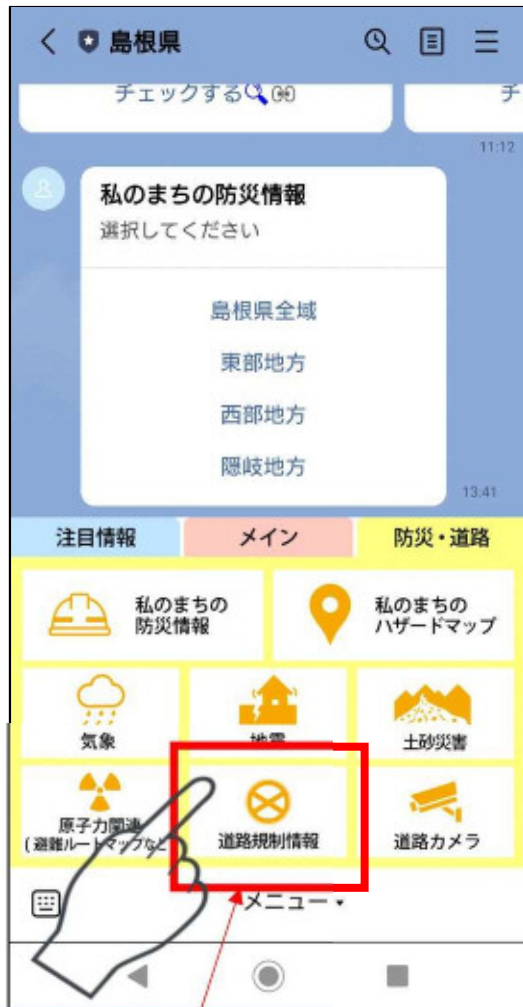 島根県
チェックする
チ
11:12
私のまちの防災情報
選択してください
島根県全域
東部地方
西部地方
隠岐地方
13:41
注目情報 メイン 防災・道路
私のまちの
防災情報
私のまちの
ハザードマップ
気象 地震 土砂災害
原子力関連
(避難ルートマップなど
道路規制情報 道路カメラ
メニュー